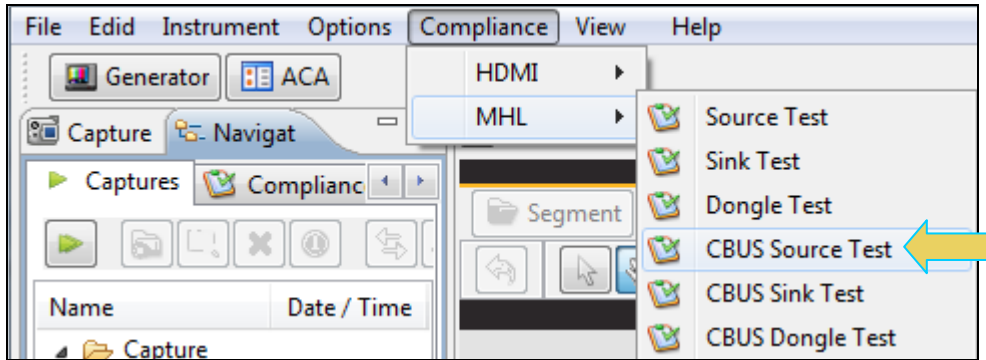 File Edid Instrument Options Compliance View Help
Generator ACA
HDMI
MHL
Source Test
Sink Test
Dongle Test
CBUS Source Test
CBUS Sink Test
CBUS Dongle Test
Capture Navigat
Captures Complianc
Segment
Name Date / Time
Capture